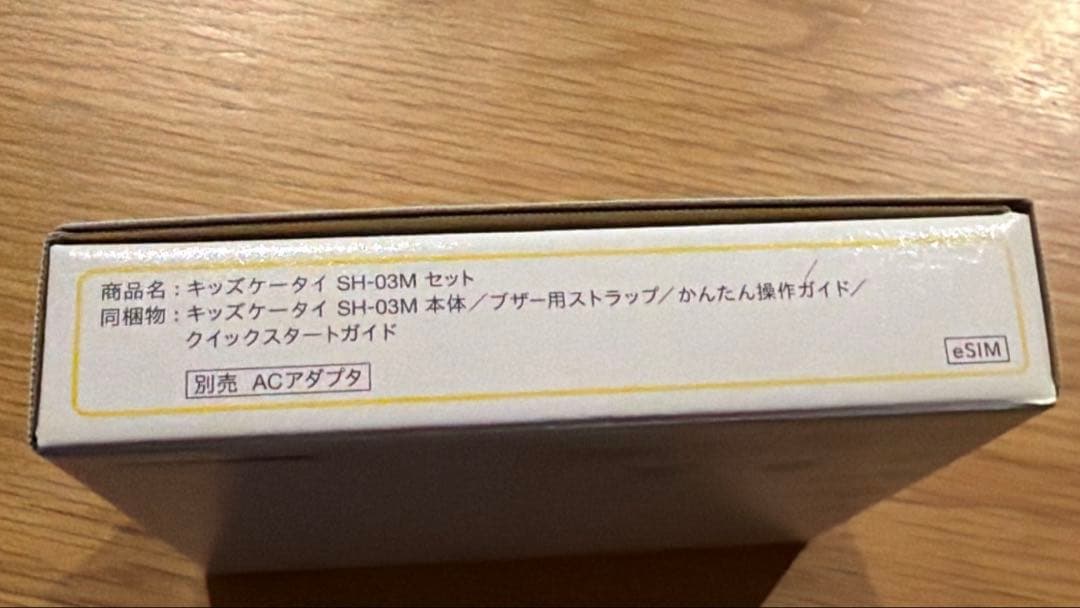 商品名：キッズケータイ SH-03M セット
同梱物：キッズケータイ SH-03M 本体／ブザー用ストラップ／かんたん操作ガイド／
クイックスタートガイド
別売 ACアダプタ
eSIM